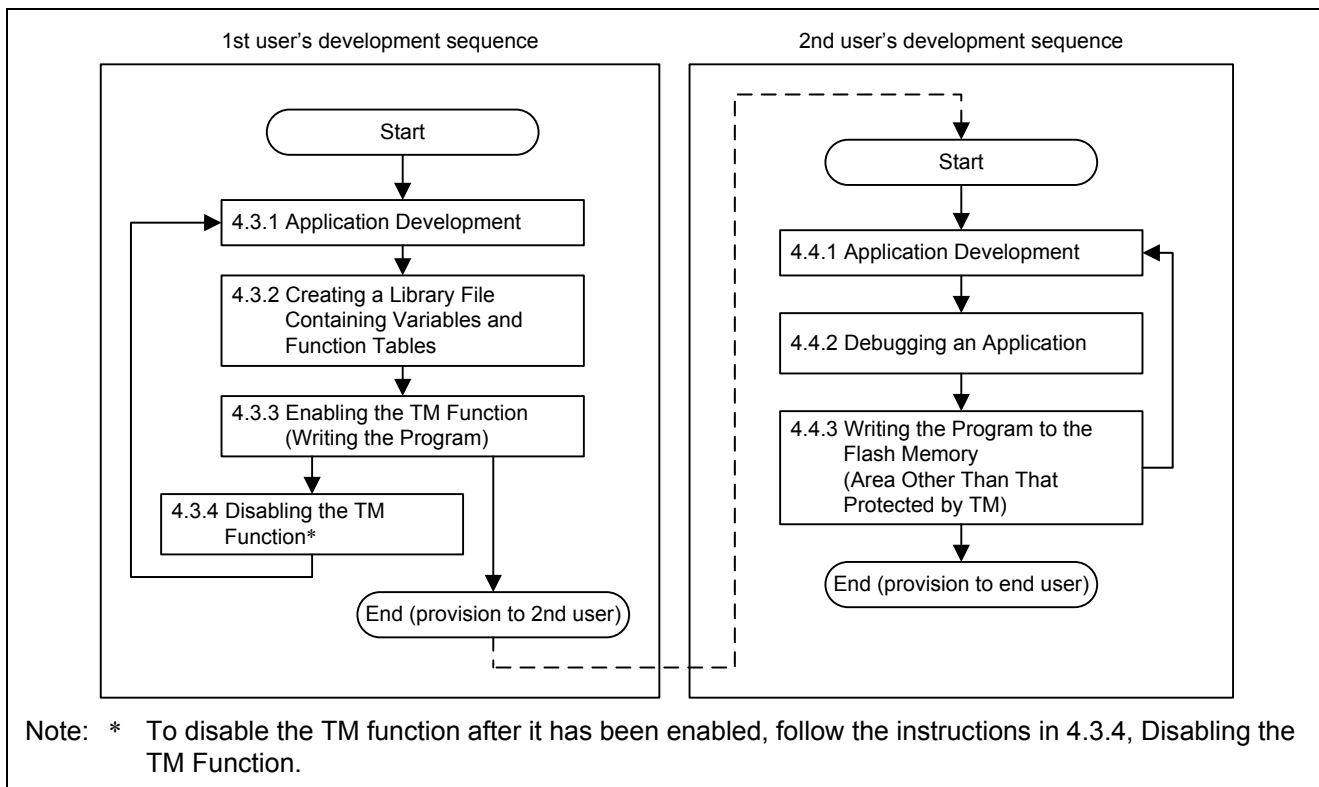 1st user’s development sequence
Start
4.3.1 Application Development
4.3.2 Creating a Library File
Containing Variables and
Function Tables
4.3.3 Enabling the TM Function
(Writing the Program)
4.3.4 Disabling the TM
Function*
End (provision to 2nd user)
2nd user’s development sequence
Start
4.4.1 Application Development
4.4.2 Debugging an Application
4.4.3 Writing the Program to the
Flash Memory
(Area Other Than That
Protected by TM)
End (provision to end user)
Note: * To disable the TM function after it has been enabled, follow the instructions in 4.3.4, Disabling the
TM Function.